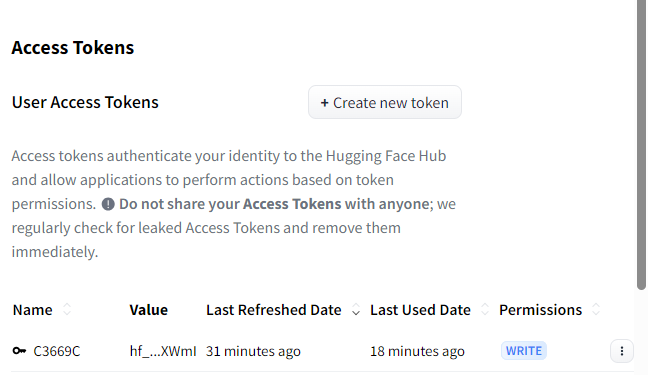 Access Tokens
User Access Tokens
+ Create new token
Access tokens authenticate your identity to the Hugging Face Hub
and allow applications to perform actions based on token
permissions. Do not share your Access Tokens with anyone; we
regularly check for leaked Access Tokens and remove them
immediately.
Name Value Last Refreshed Date Last Used Date Permissions
C3669C hf_...XWmI 31 minutes ago 18 minutes ago WRITE